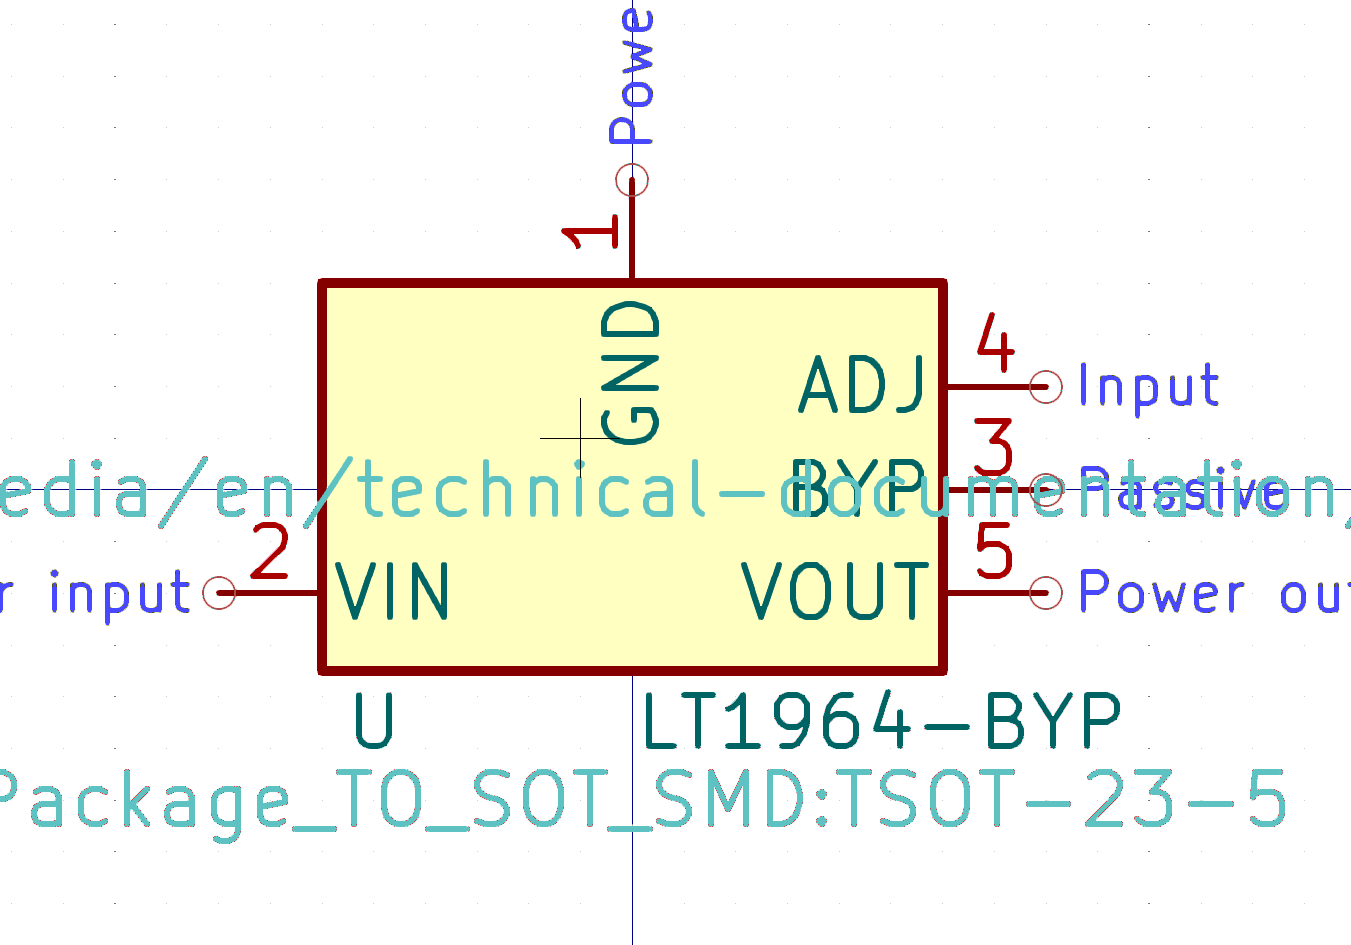 Powe
1
GND
4
ADJ
Input
3
BYP
Passive
edia/en/technical-documentation/
2
5
r input
VIN
VOUT
Power out
U
LT1964-BYP
Package_TO_SOT_SMD:TSOT-23-5